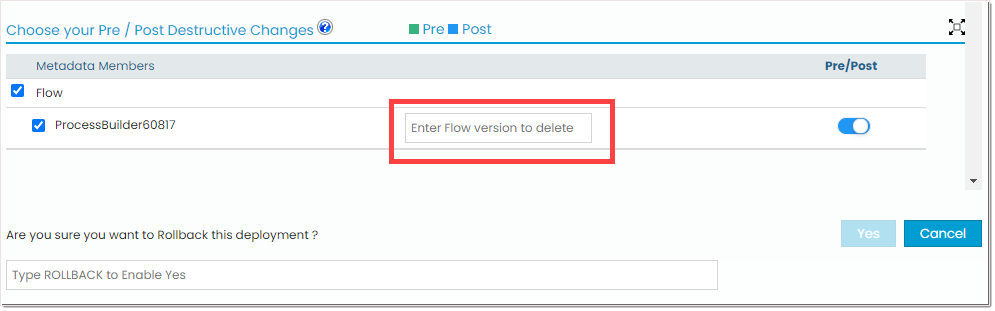 Choose your Pre / Post Destructive Changes ? Pre Post
Metadata Members Pre/Post
Flow
ProcessBuilder60817 Enter Flow version to delete
Are you sure you want to Rollback this deployment ? Yes Cancel
Type ROLLBACK to Enable Yes